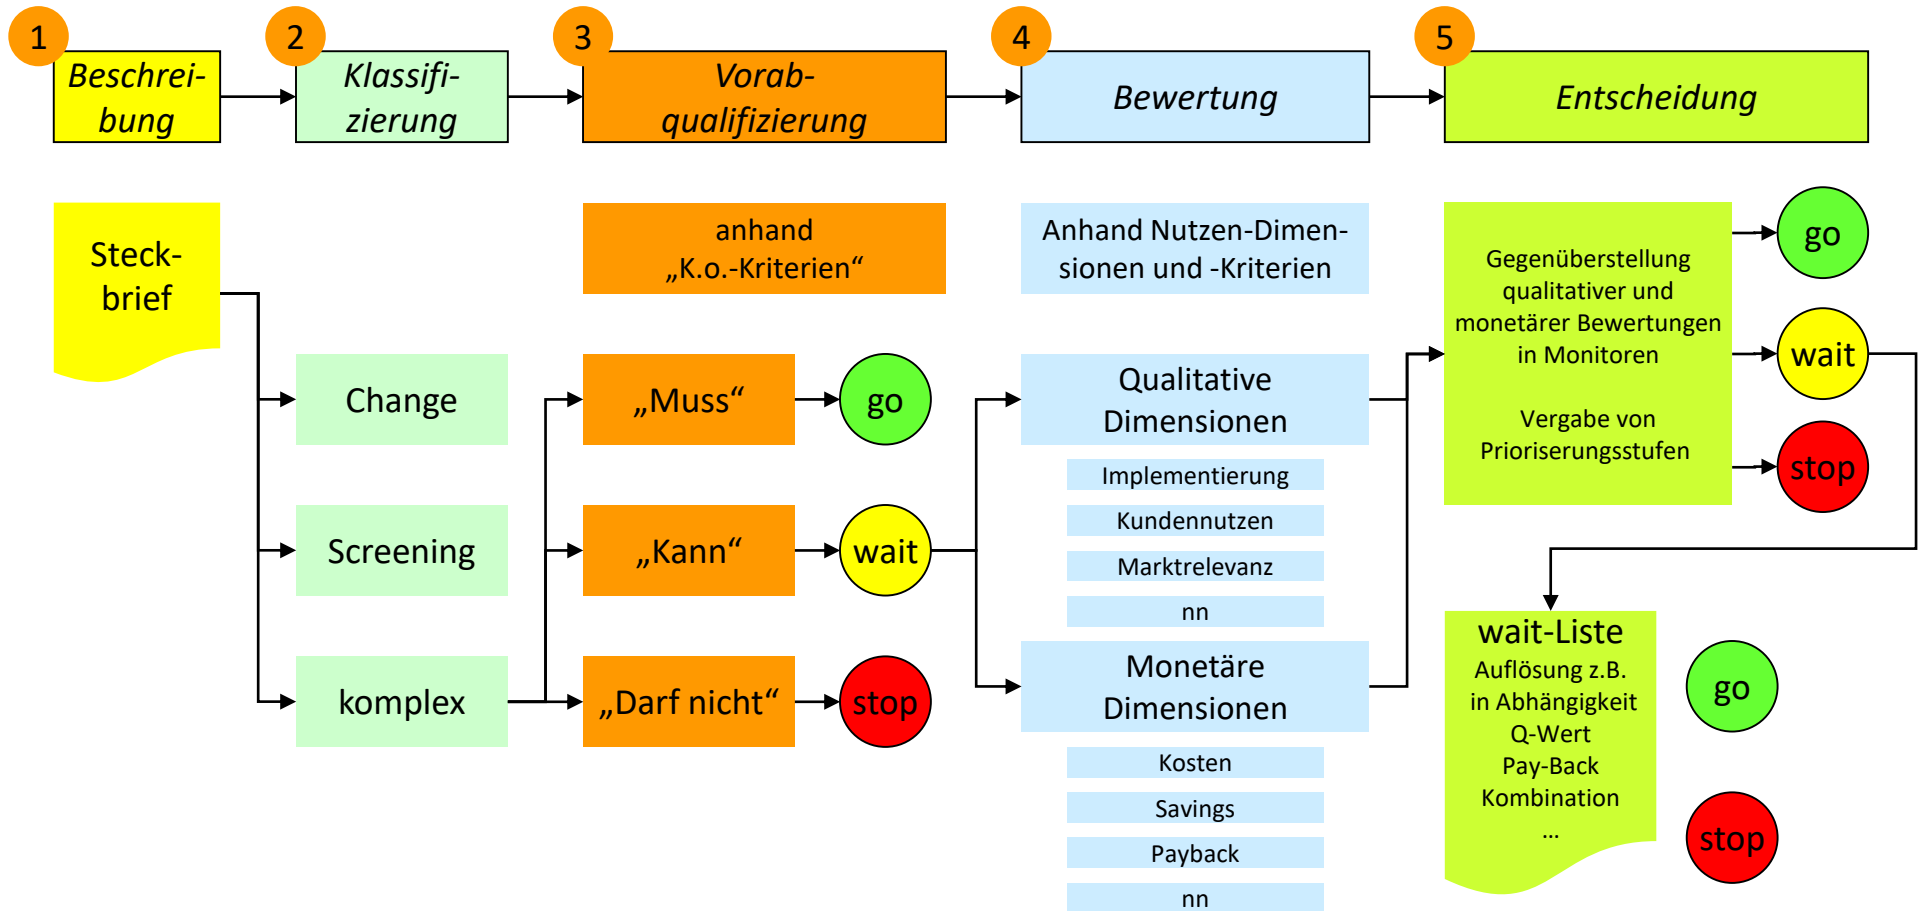 1
Beschrei-
bung
2
Klassifi-
zierung
3
Vorab-
qualifizierung
4
Bewertung
5
Entscheidung
Steck-
brief
Change
Screening
komplex
anhand
„K.o.-Kriterien“
„Muss“
go
„Kann“
wait
„Darf nicht“
stop
Anhand Nutzen-Dimen-
sionen und -Kriterien
Qualitative
Dimensionen
Implementierung
Kundennutzen
Marktrelevanz
nn
Monetäre
Dimensionen
Kosten
Savings
Payback
nn
Gegenüberstellung
qualitativer und
monetärer Bewertungen
in Monitoren
Vergabe von
Prioriserungsstufen
go
wait
stop
wait-Liste
Auflösung z.B.
in Abhängigkeit
Q-Wert
Pay-Back
Kombination
...
go
stop